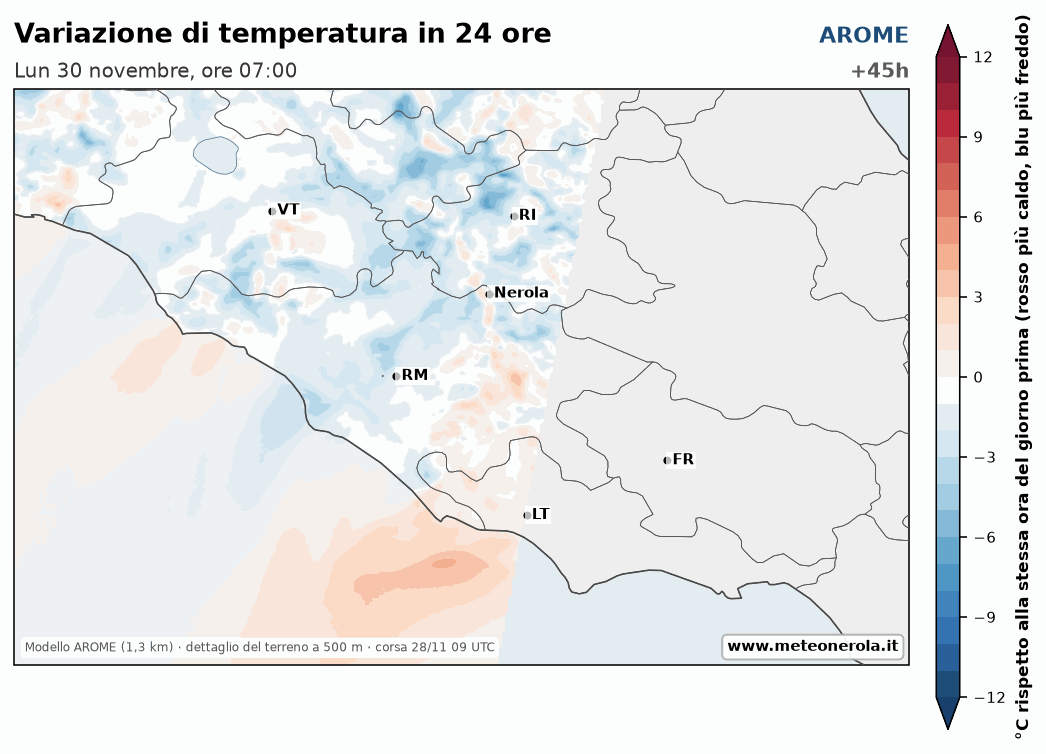 Variazione di temperatura in 24 ore
AROME
Lun 30 novembre, ore 07:00
+45h
VT
RI
Nerola
RM
FR
LT
Modello AROME (1,3 km) · dettaglio del terreno a 500 m · corsa 28/11 09 UTC
www.meteonerola.it
12
9
6
3
0
−3
−6
−9
−12
°C rispetto alla stessa ora del giorno prima (rosso più caldo, blu più freddo)